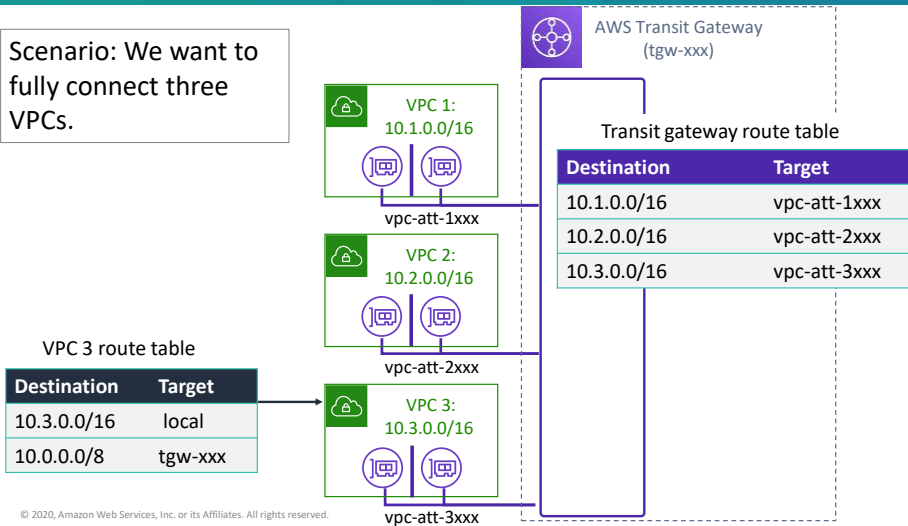 Scenario: We want to
fully connect three
VPCs.
AWS Transit Gateway
(tgw-xxx)
VPC 1:
10.1.0.0/16
vpc-att-1xxx
Transit gateway route table
Destination Target
10.1.0.0/16 vpc-att-1xxx
10.2.0.0/16 vpc-att-2xxx
10.3.0.0/16 vpc-att-3xxx
VPC 2:
10.2.0.0/16
vpc-att-2xxx
VPC 3 route table
Destination Target
10.3.0.0/16 local
10.0.0.0/8 tgw-xxx
VPC 3:
10.3.0.0/16
vpc-att-3xxx
© 2020, Amazon Web Services, Inc. or its Affiliates. All rights reserved.